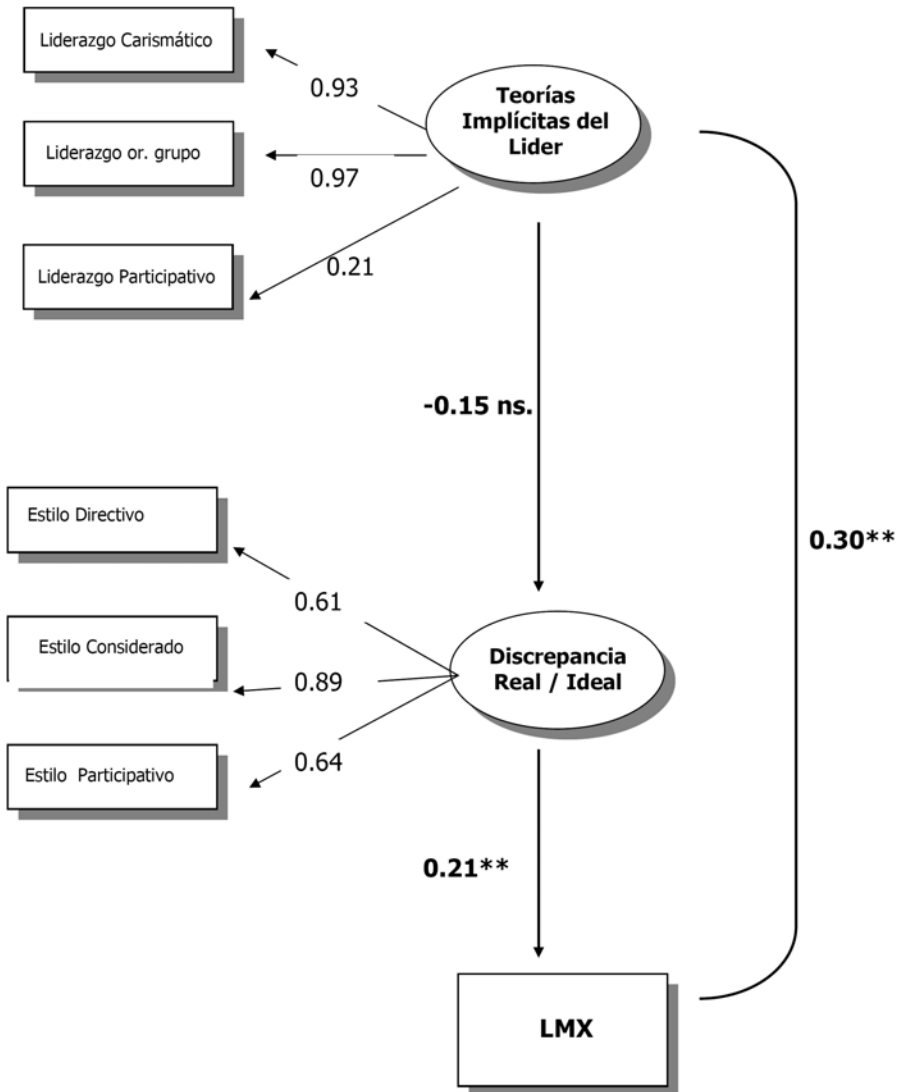 Liderazgo Carismático
0.93
Teorías
Implícitas del
Lider
Liderazgo or. grupo
0.97
Liderazgo Participativo
0.21
-0.15 ns.
0.30**
Estilo Directivo
0.61
Estilo Considerado
0.89
Discrepancia
Real / Ideal
Estilo Participativo
0.64
0.21**
LMX